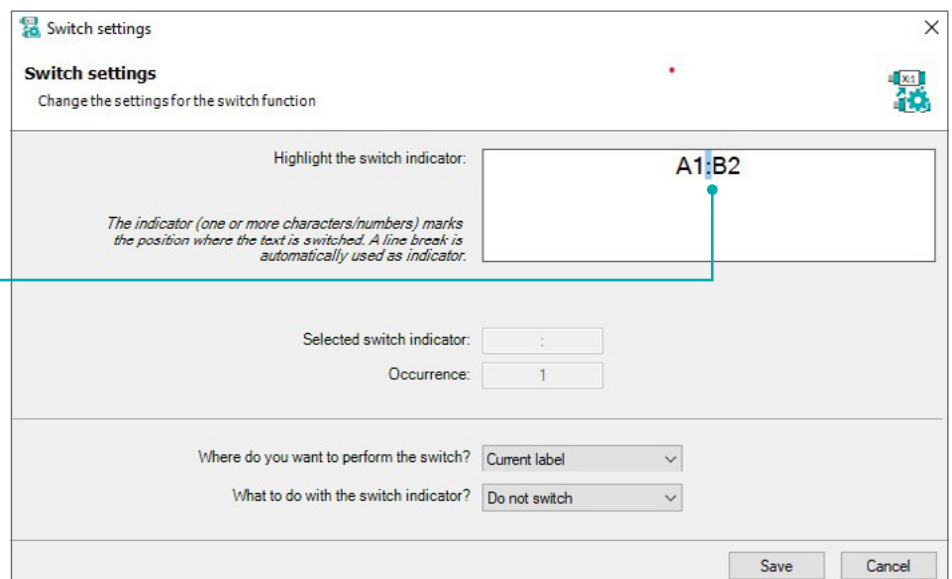 Switch settings
Switch settings
Change the settings for the switch function
X:1
Highlight the switch indicator:
A1:B2
The indicator (one or more characters/numbers) marks
the position where the text is switched. A line break is
automatically used as indicator.
Selected switch indicator:
:
Occurrence:
1
Where do you want to perform the switch?
Current label
What to do with the switch indicator?
Do not switch
Save
Cancel